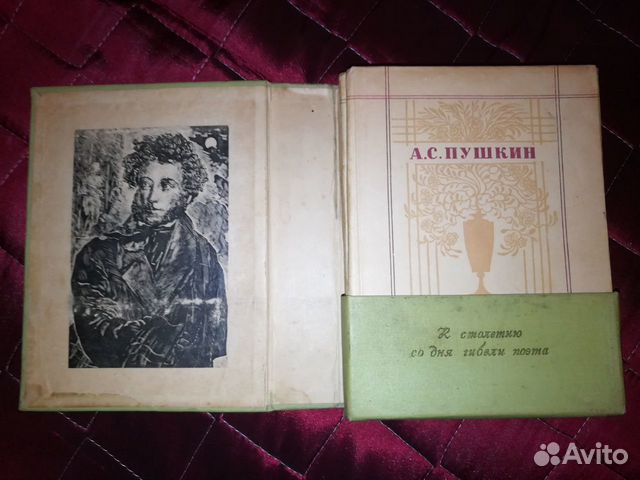 А.С.ПУШКИН
К столетию
со дня гибели поэта
Avito